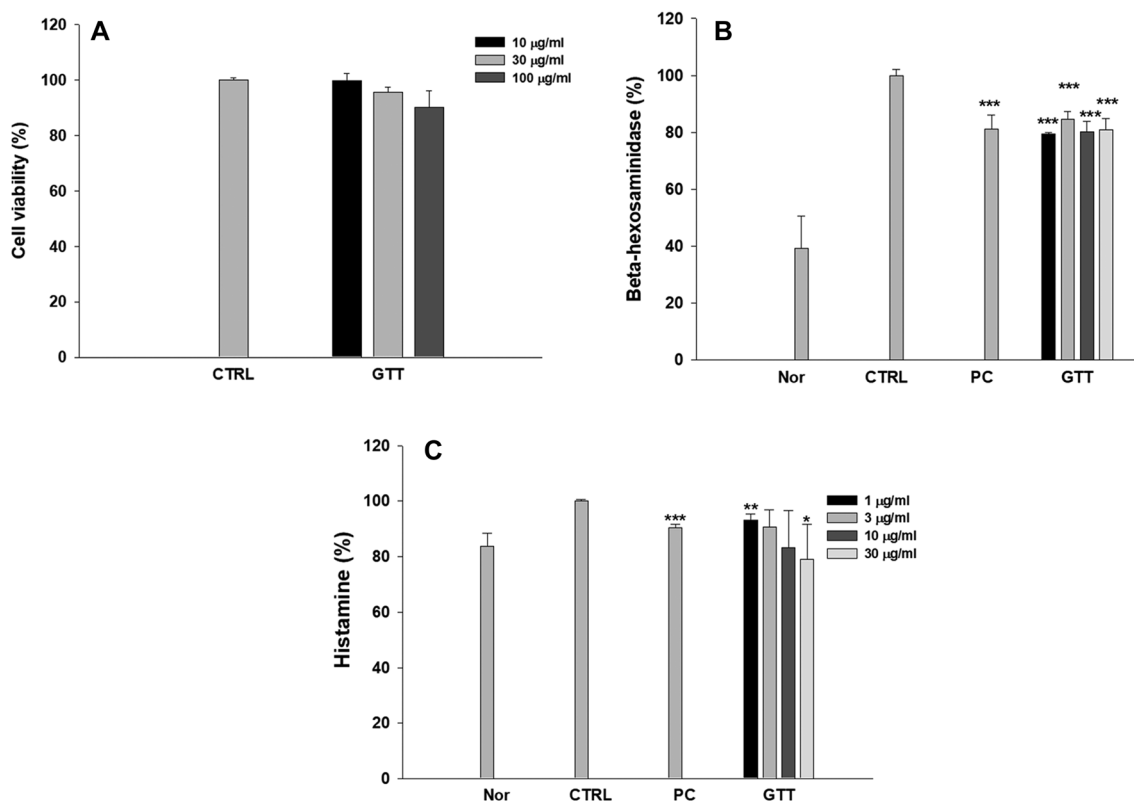 A
Cell viability (%)
120
100
80
60
40
20
0
CTRL
GTT
10 µg/ml
30 µg/ml
100 µg/ml
B
Beta-hexosaminidase (%)
120
100
80
60
40
20
0
***
***
***
***
***
Nor
CTRL
PC
GTT
C
Histamine (%)
120
100
80
60
40
20
0
***
**
*
Nor
CTRL
PC
GTT
1 µg/ml
3 µg/ml
10 µg/ml
30 µg/ml